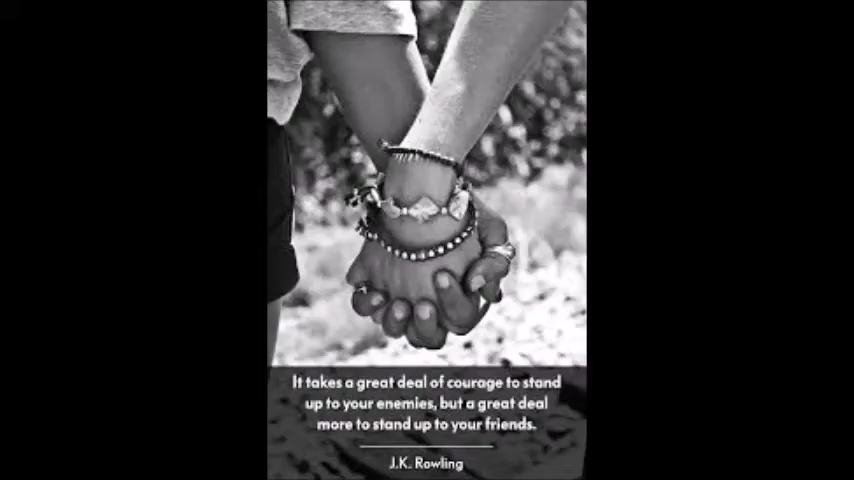 It takes a great deal of courage to stand
up to your enemies, but a great deal
more to stand up to your friends.
J.K. Rowling